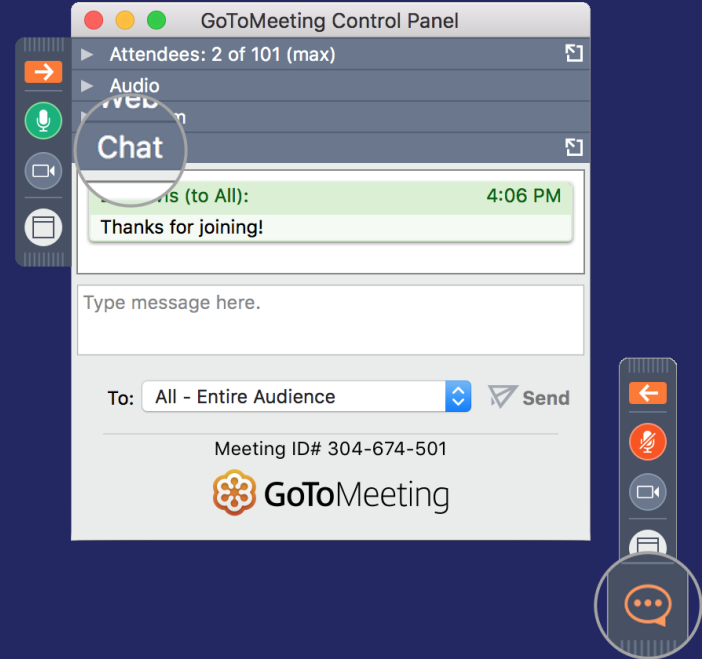 GoToMeeting Control Panel
Attendees: 2 of 101 (max)
Audio
Web
Chat
(to All): 4:06 PM
Thanks for joining!
Type message here.
To: All - Entire Audience Send
Meeting ID# 304-674-501
GoToMeeting